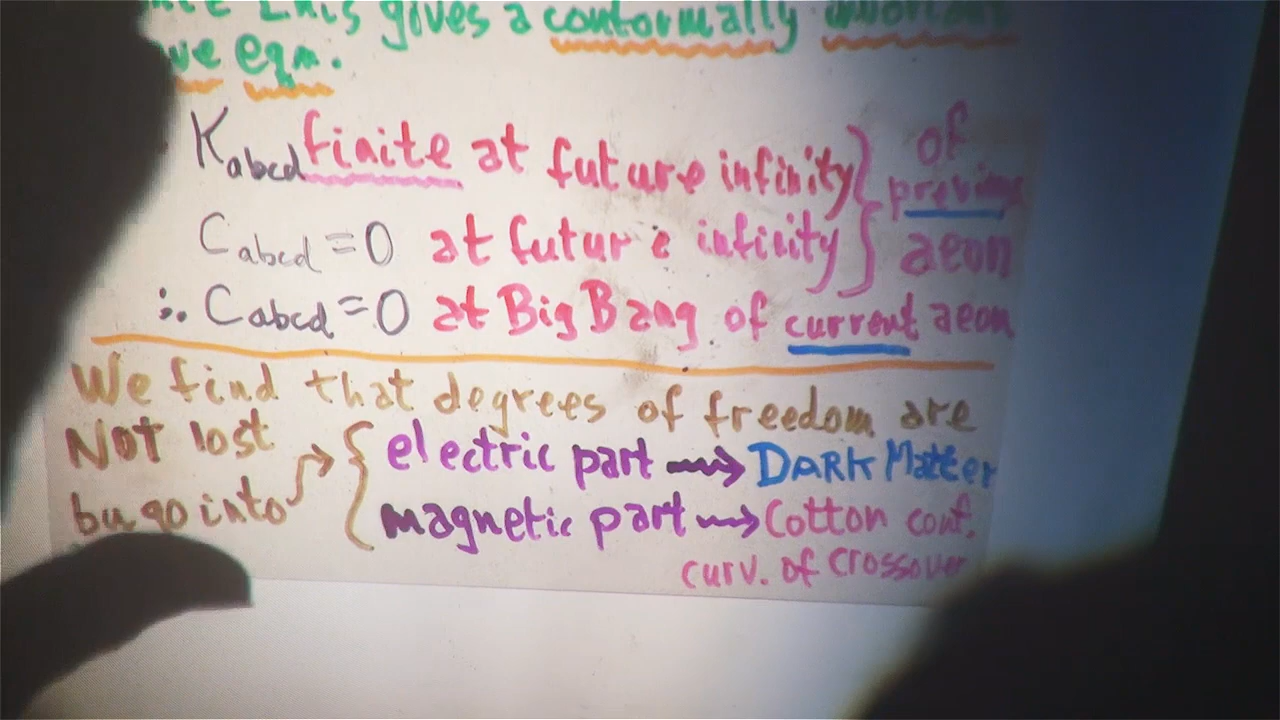 this gives a conformally invariant
eqn.
Kabcd finite at future infinity } of previous
Cabcd = 0 at future infinity } aeon
∴ Cabcd = 0 at Big Bang of current aeon
We find that degrees of freedom are
NOT lost { electric part → DARK Matter
bu go into → { magnetic part → Cotton conf.
curv. of crossover